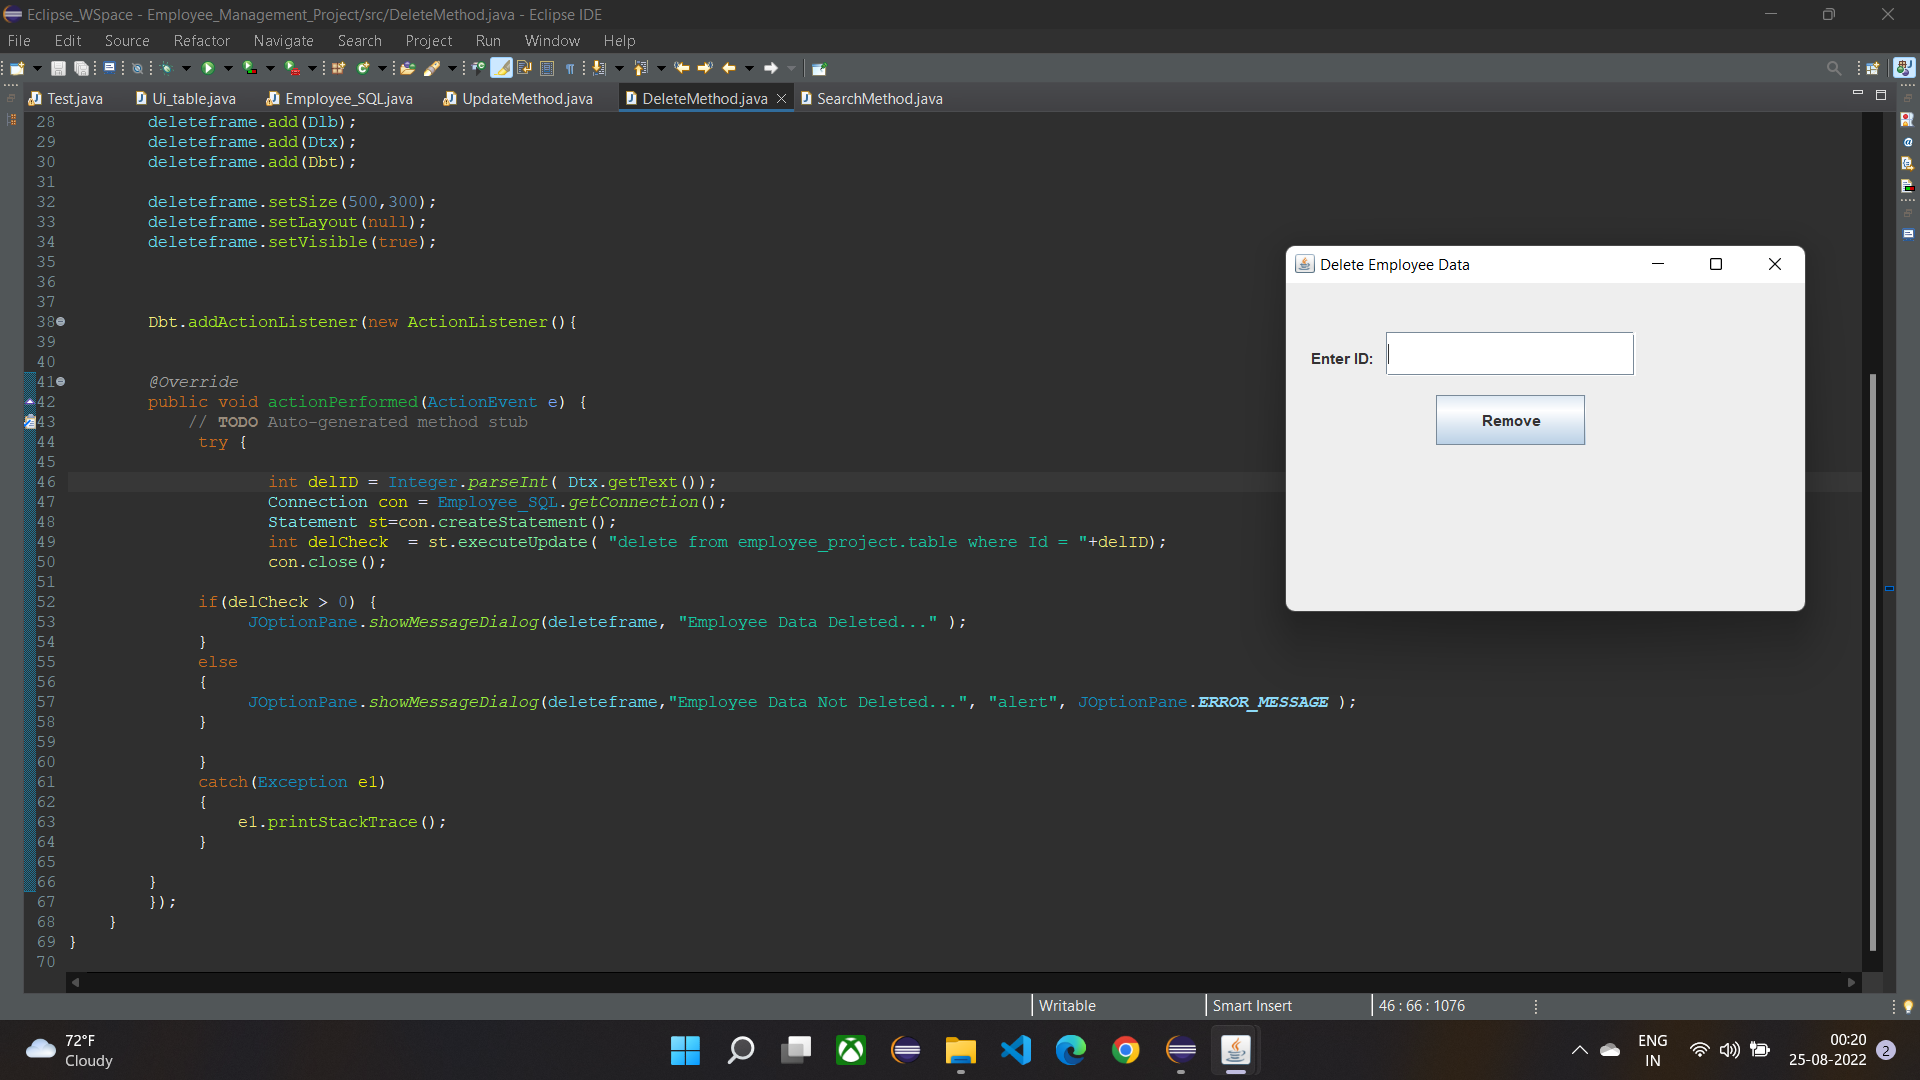 Eclipse_WSpace - Employee_Management_Project/src/DeleteMethod.java - Eclipse IDE
File Edit Source Refactor Navigate Search Project Run Window Help
Test.java Ui_table.java Employee_SQL.java UpdateMethod.java DeleteMethod.java SearchMethod.java
28 deleteframe.add(Dlb);
29 deleteframe.add(Dtx);
30 deleteframe.add(Dbt);
31
32 deleteframe.setSize(500,300);
33 deleteframe.setLayout(null);
34 deleteframe.setVisible(true);
35
36
37
38 Dbt.addActionListener(new ActionListener(){
39
40
41 @Override
42 public void actionPerformed(ActionEvent e) {
43 // TODO Auto-generated method stub
44 try {
45
46 int delID = Integer.parseInt( Dtx.getText());
47 Connection con = Employee_SQL.getConnection();
48 Statement st=con.createStatement();
49 int delCheck  = st.executeUpdate( "delete from employee_project.table where Id = "+delID);
50 con.close();
51
52 if(delCheck > 0) {
53 JOptionPane.showMessageDialog(deleteframe, "Employee Data Deleted..." );
54 }
55 else
56 {
57 JOptionPane.showMessageDialog(deleteframe,"Employee Data Not Deleted...", "alert", JOptionPane.ERROR_MESSAGE );
58 }
59
60 }
61 catch(Exception e1)
62 {
63 e1.printStackTrace();
64 }
65
66 }
67 });
68 }
69 }
70
Delete Employee Data
Enter ID:
Remove
Writable Smart Insert 46 : 66 : 1076
72°F
Cloudy
ENG
IN
00:20
25-08-2022
2